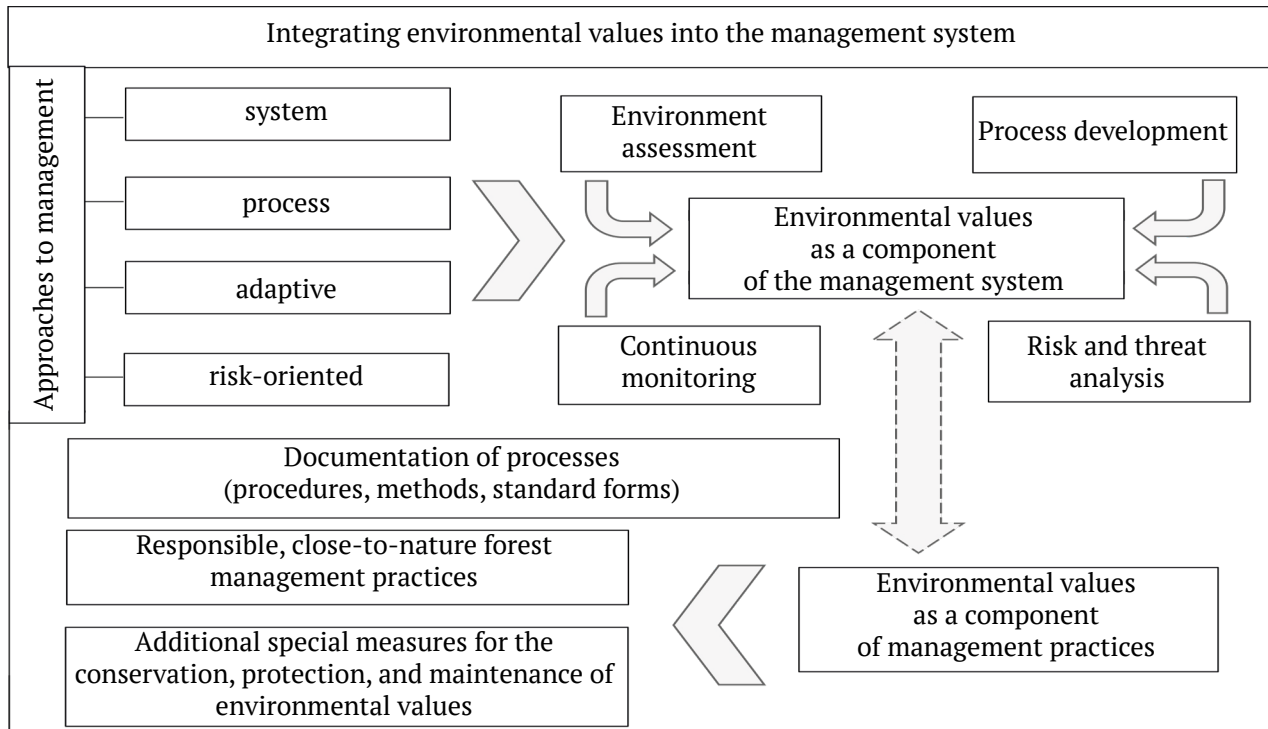 Integrating environmental values into the management system
Approaches to management
system
process
adaptive
risk-oriented
Environment
assessment
Process development
Environmental values
as a component
of the management system
Continuous
monitoring
Risk and threat
analysis
Documentation of processes
(procedures, methods, standard forms)
Responsible, close-to-nature forest
management practices
Additional special measures for the
conservation, protection, and maintenance of
environmental values
Environmental values
as a component
of management practices